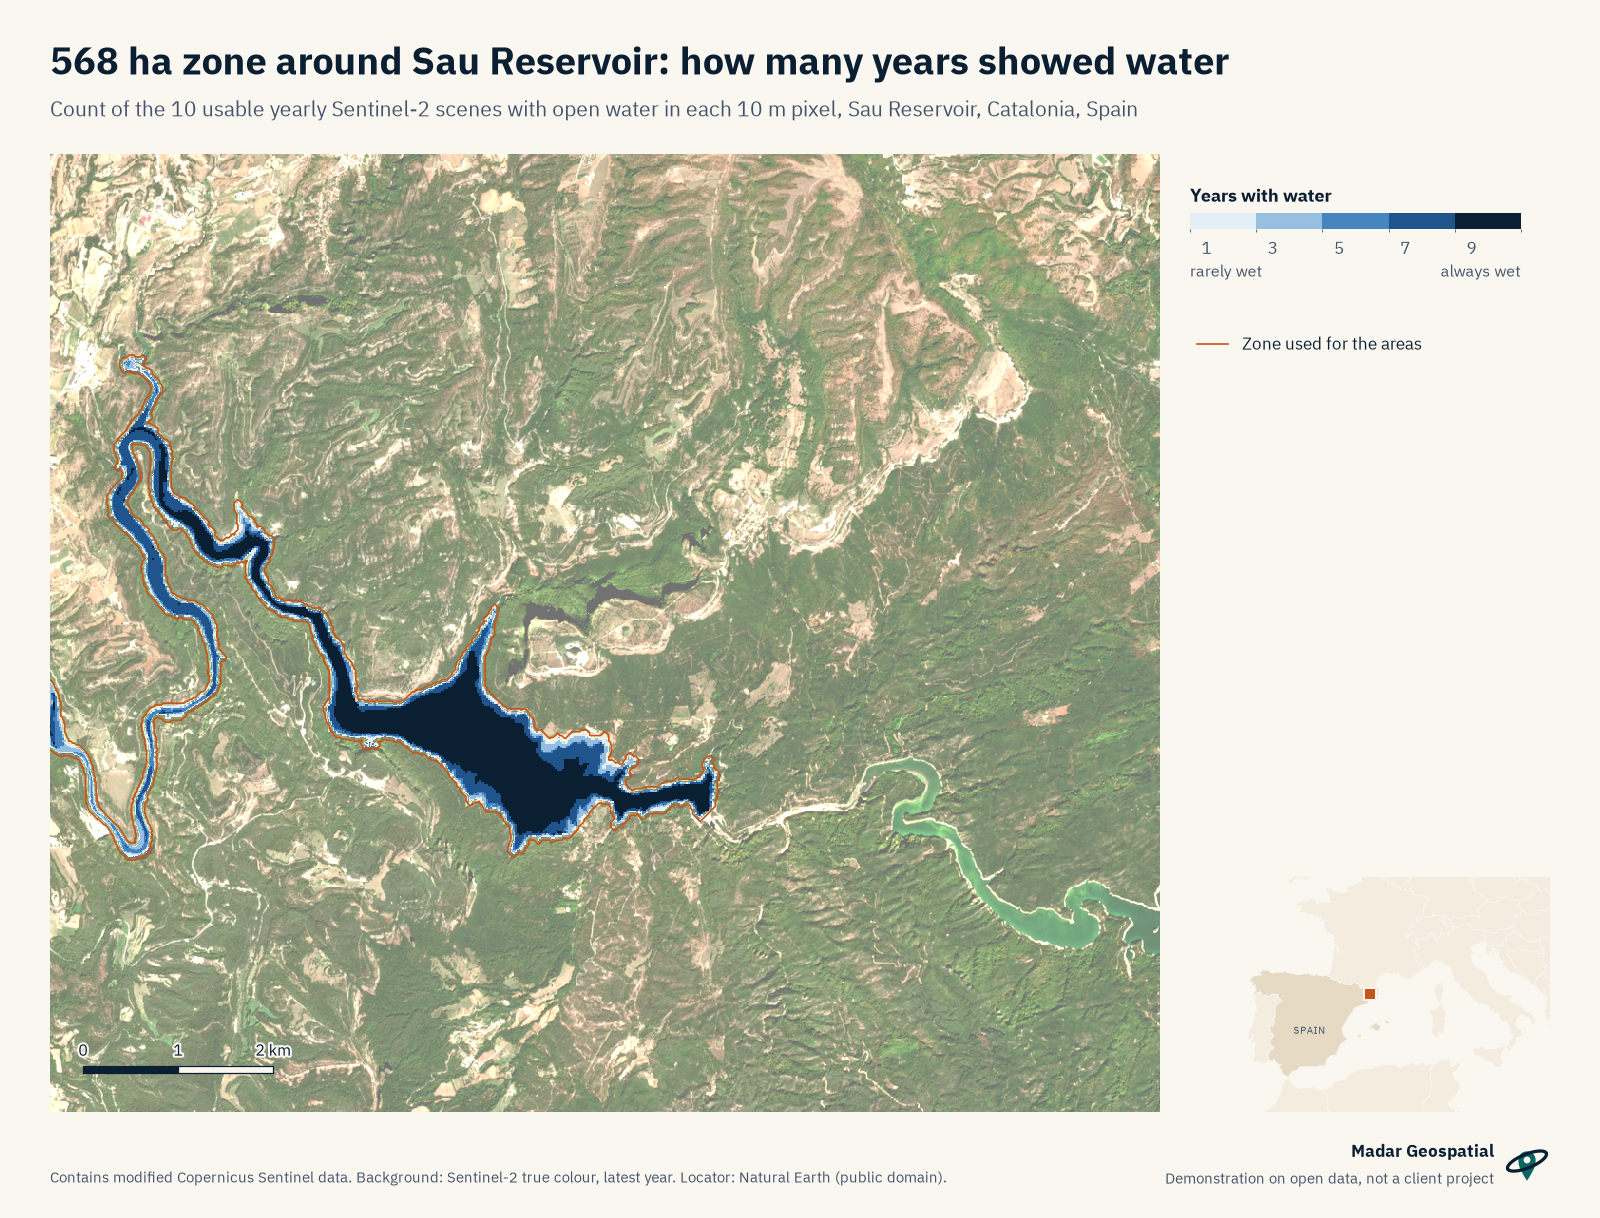 568 ha zone around Sau Reservoir: how many years showed water
Count of the 10 usable yearly Sentinel-2 scenes with open water in each 10 m pixel, Sau Reservoir, Catalonia, Spain
Years with water
1 3 5 7 9
rarely wet always wet
Zone used for the areas
0 1 2 km
SPAIN
Madar Geospatial
Demonstration on open data, not a client project
Contains modified Copernicus Sentinel data. Background: Sentinel-2 true colour, latest year. Locator: Natural Earth (public domain).